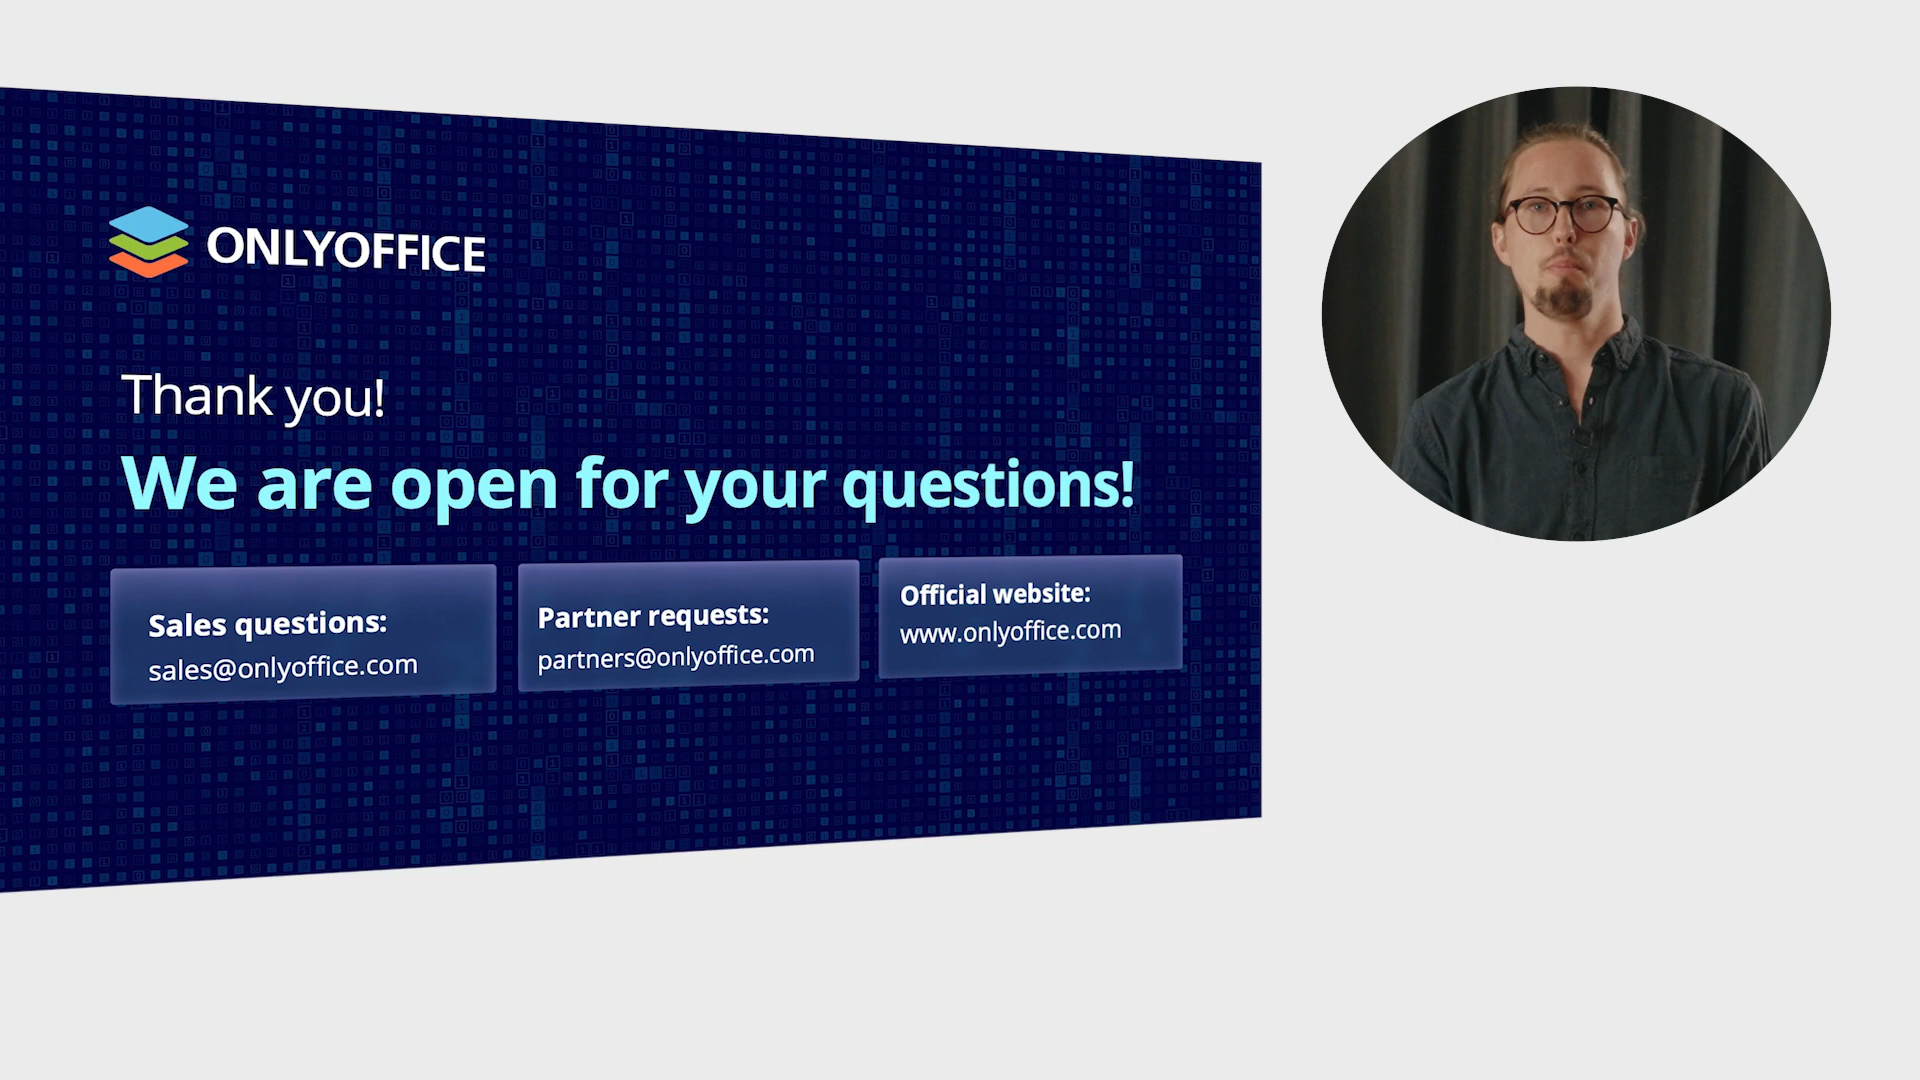 ONLYOFFICE
Thank you!
We are open for your questions!
Sales questions:
sales@onlyoffice.com
Partner requests:
partners@onlyoffice.com
Official website:
www.onlyoffice.com